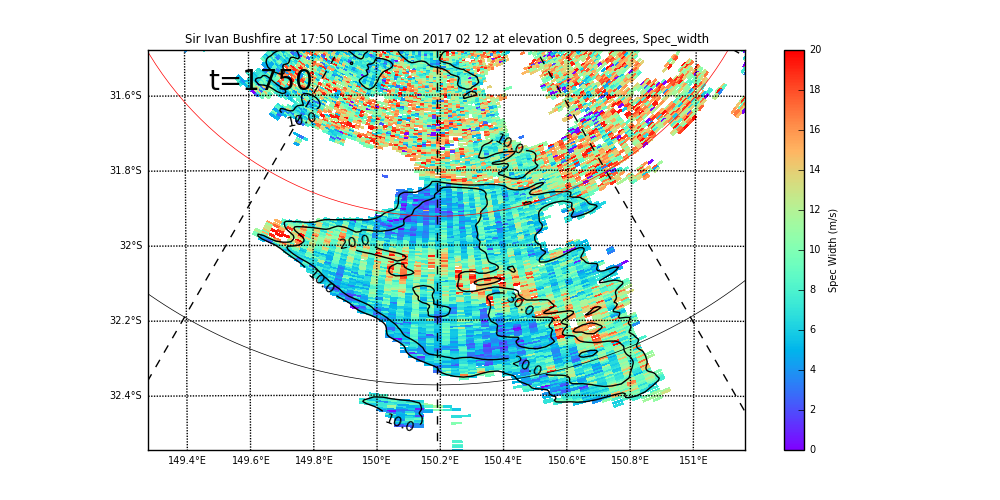 Sir Ivan Bushfire at 17:50 Local Time on 2017 02 12 at elevation 0.5 degrees, Spec_width
t=1750
31.6°S
31.8°S
32°S
32.2°S
32.4°S
149.4°E 149.6°E 149.8°E 150°E 150.2°E 150.4°E 150.6°E 150.8°E 151°E
10.0
10.0
20.0
10.0
30.0
20.0
10.0
20
18
16
14
12
10
8
6
4
2
0
Spec Width (m/s)